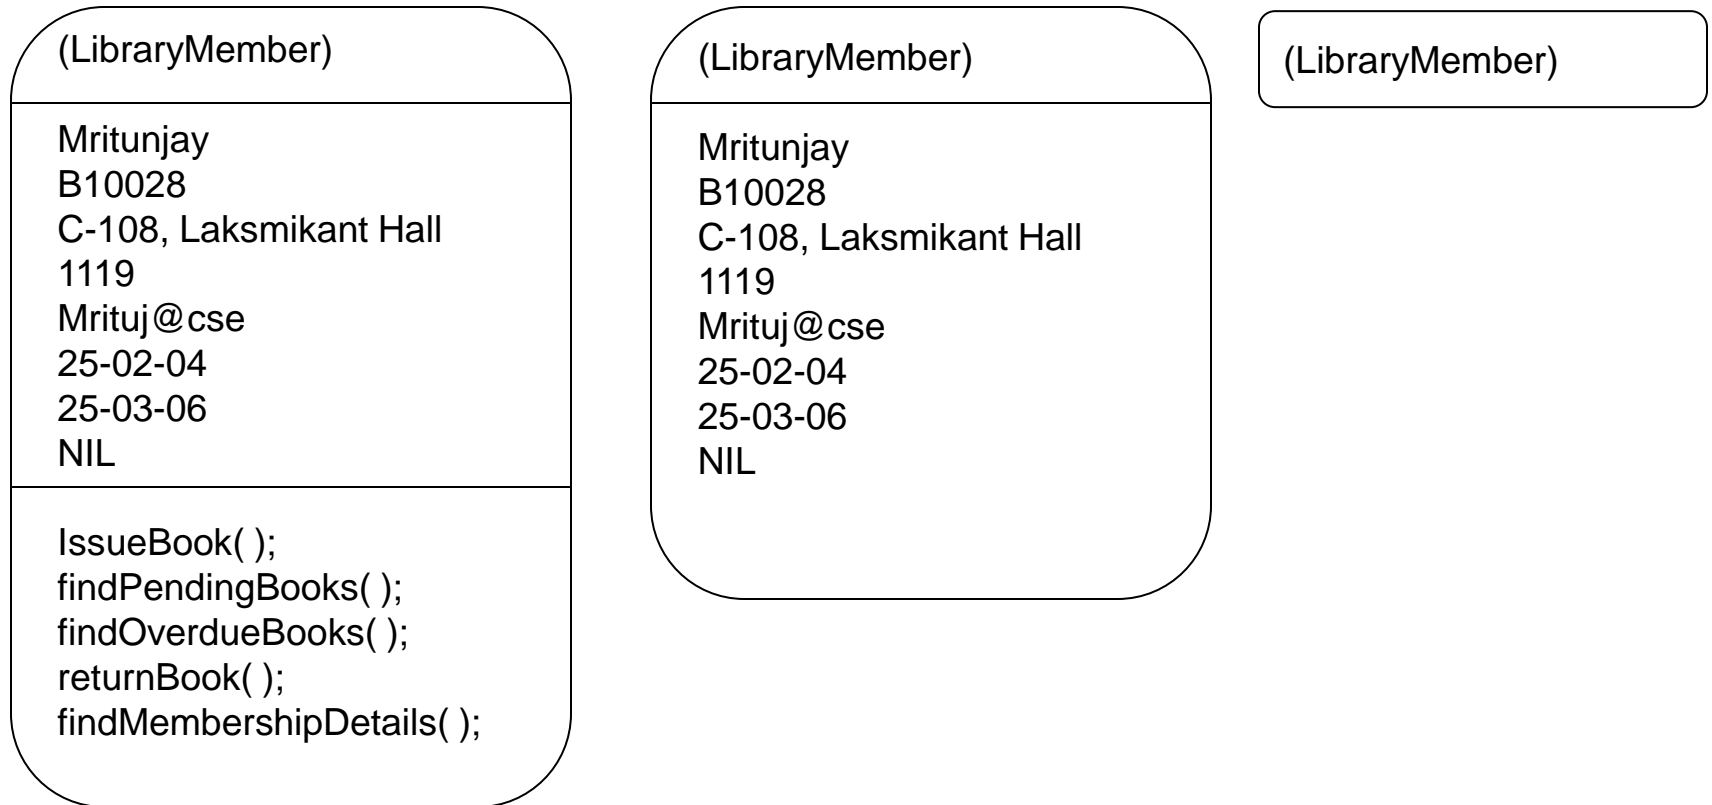 (LibraryMember)
Mritunjay
B10028
C-108, Laksmikant Hall
1119
Mrituj@cse
25-02-04
25-03-06
NIL
IssueBook( );
findPendingBooks( );
findOverdueBooks( );
returnBook( );
findMembershipDetails( );
(LibraryMember)
Mritunjay
B10028
C-108, Laksmikant Hall
1119
Mrituj@cse
25-02-04
25-03-06
NIL
(LibraryMember)